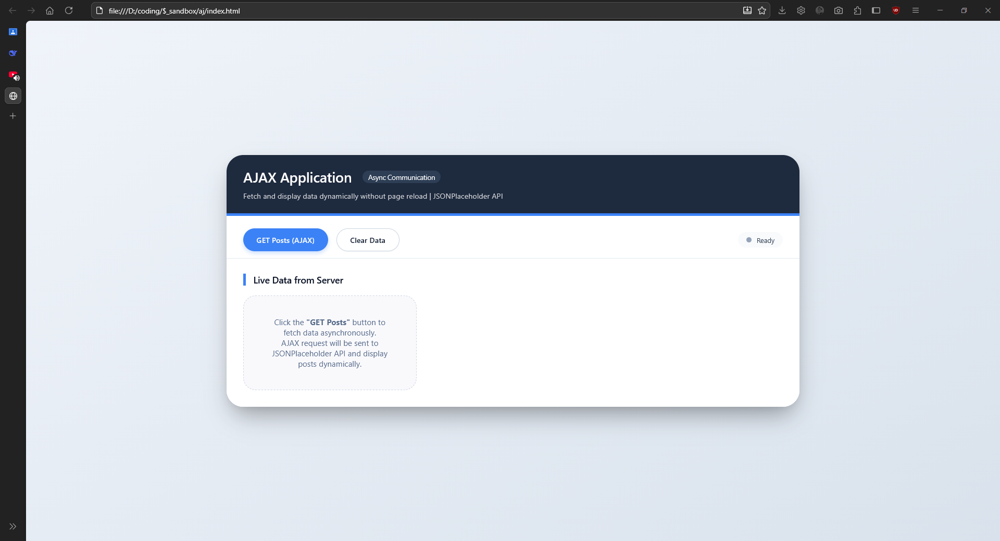 file:///D:/coding/$_sandbox/aj/index.html
UD
AJAX Application
Async Communication
Fetch and display data dynamically without page reload | JSONPlaceholder API
GET Posts (AJAX)
Clear Data
Ready
Live Data from Server
Click the "GET Posts" button to
fetch data asynchronously.
AJAX request will be sent to
JSONPlaceholder API and display
posts dynamically.